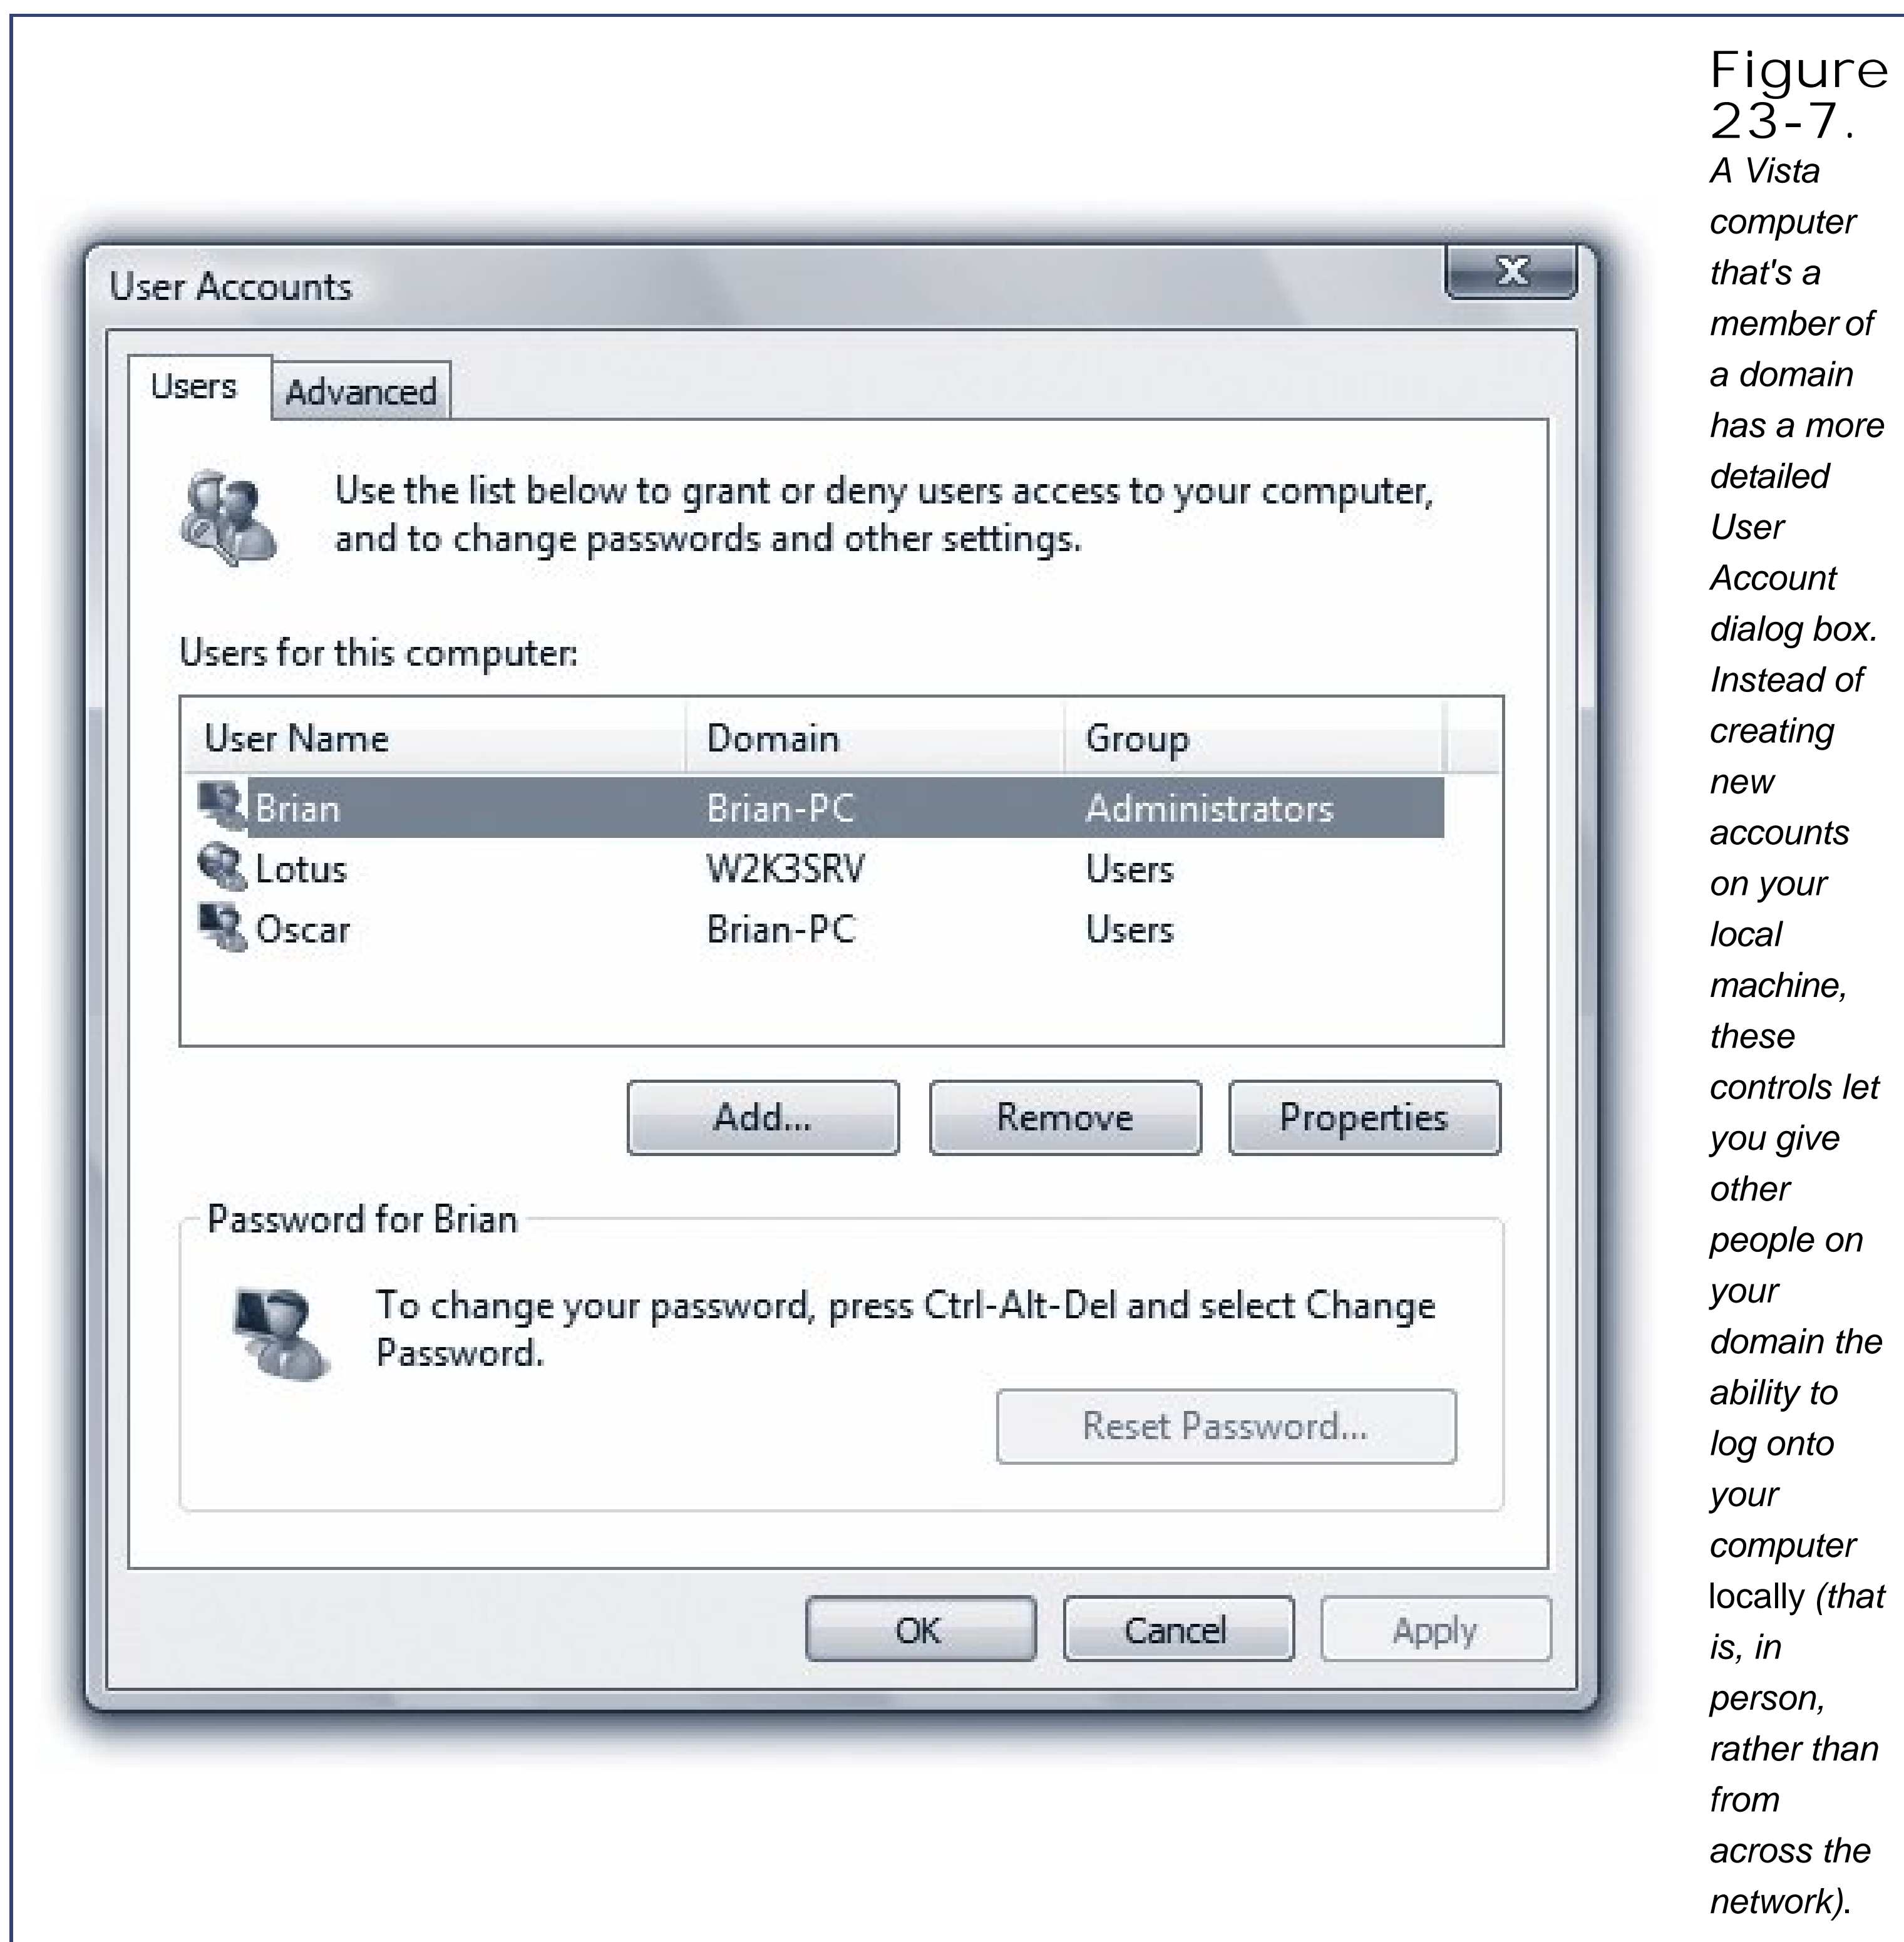 User Accounts
Users
Advanced
Use the list below to grant or deny users access to your computer,
and to change passwords and other settings.
Users for this computer:
User Name Domain Group
Brian Brian-PC Administrators
Lotus W2K3SRV Users
Oscar Brian-PC Users
Add... Remove Properties
Password for Brian
To change your password, press Ctrl-Alt-Del and select Change
Password.
Reset Password...
OK Cancel Apply
Figure
23-7.
A Vista
computer
that's a
member of
a domain
has a more
detailed
User
Account
dialog box.
Instead of
creating
new
accounts
on your
local
machine,
these
controls let
you give
other
people on
your
domain the
ability to
log onto
your
computer
locally (that
is, in
person,
rather than
from
across the
network).